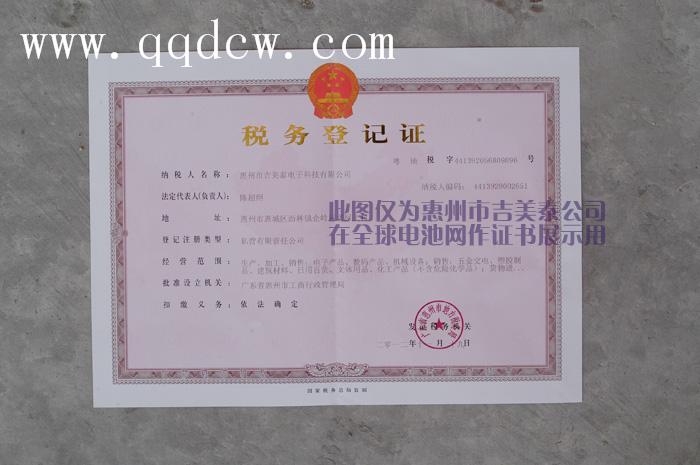 www.qqdcw.com
税务登记证
粤 地 税 字441392056809896 号
纳税人编码: 4413920602651
纳 税 人 名 称 : 惠州市吉美泰电子科技有限公司
法定代表人(负责人)
地 址 : 惠州市惠城区
此图仅为惠州市吉美泰公司
在全球电池网作证书展示用
登 记 注 册 类 型 : 私营有限责任公司
经 营 范 围 : 生产、加工、销售：电子产品、数码产品、机械设备；销售：五金交电、塑胶制
品、建筑材料、日用百货、文体用品、化工产品（不含危险化学品）；货物进...
批 准 设 立 机 关 : 广东省惠州市工商行政管理局
扣 缴 义 务 : 依 法 确 定
发证税务机关
二〇一二年 月 日
国家税务总局监制